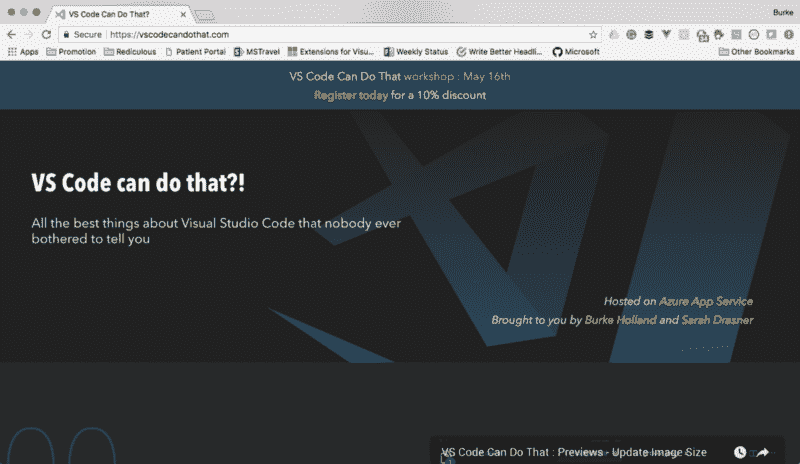 VS Code Can Do That?
Burke
Secure
https://vscodecandothat.com
Apps
Promotion
Rediculous
Patient Portal
MSTravel
Extensions for Visu...
Weekly Status
Write Better Headli...
Microsoft
Other Bookmarks
VS Code Can Do That workshop : May 16th
Register today for a 10% discount
VS Code can do that?!
All the best things about Visual Studio Code that nobody ever
bothered to tell you
Hosted on Azure App Service
Brought to you by Burke Holland and Sarah Drasner
VS Code Can Do That : Previews - Update Image Size